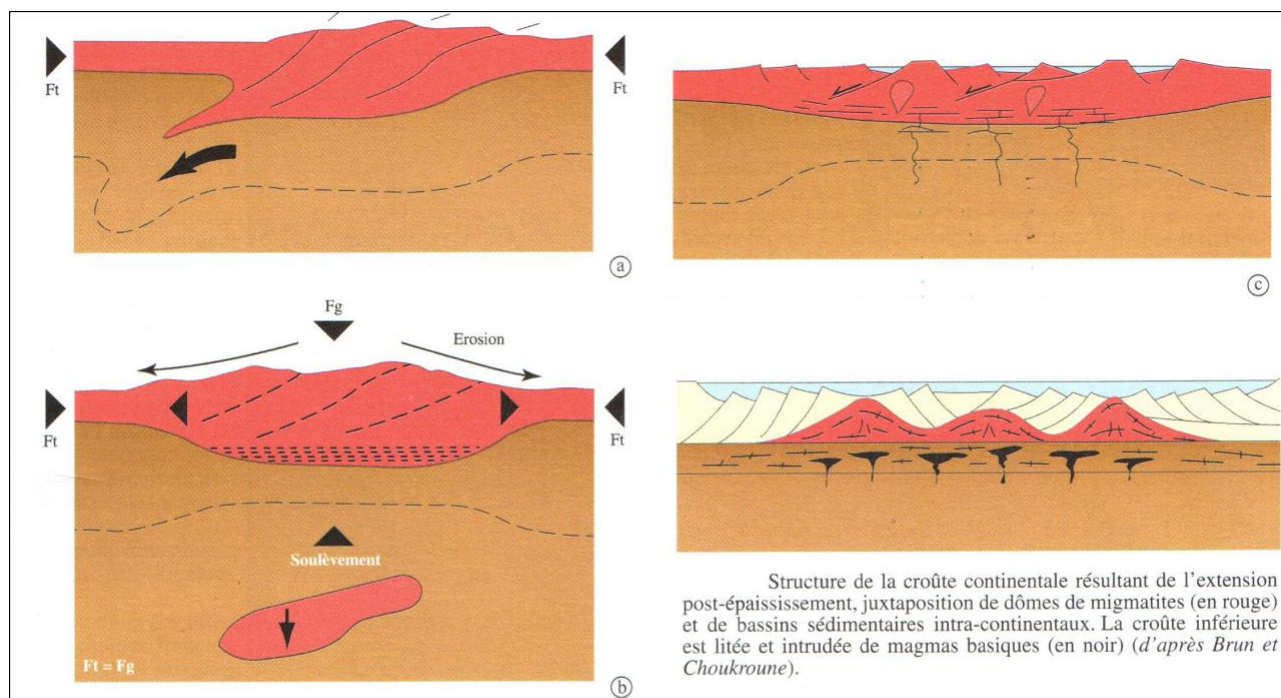 Ft
Ft
a
Fg
Erosion
Ft
Ft
Soulèvement
Ft = Fg
b
c
Structure de la croûte continentale résultant de l'extension
post-épaississement, juxtaposition de dômes de migmatites (en rouge)
et de bassins sédimentaires intra-continentaux. La croûte inférieure
est litée et intrudée de magmas basiques (en noir) (d'après Brun et
Choukroune).